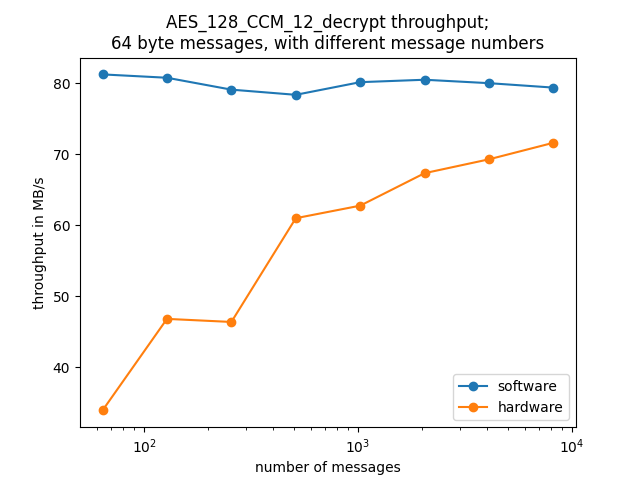 AES_128_CCM_12_decrypt throughput;
64 byte messages, with different message numbers
throughput in MB/s
80
70
60
50
40
software
hardware
10²
10³
10⁴
number of messages